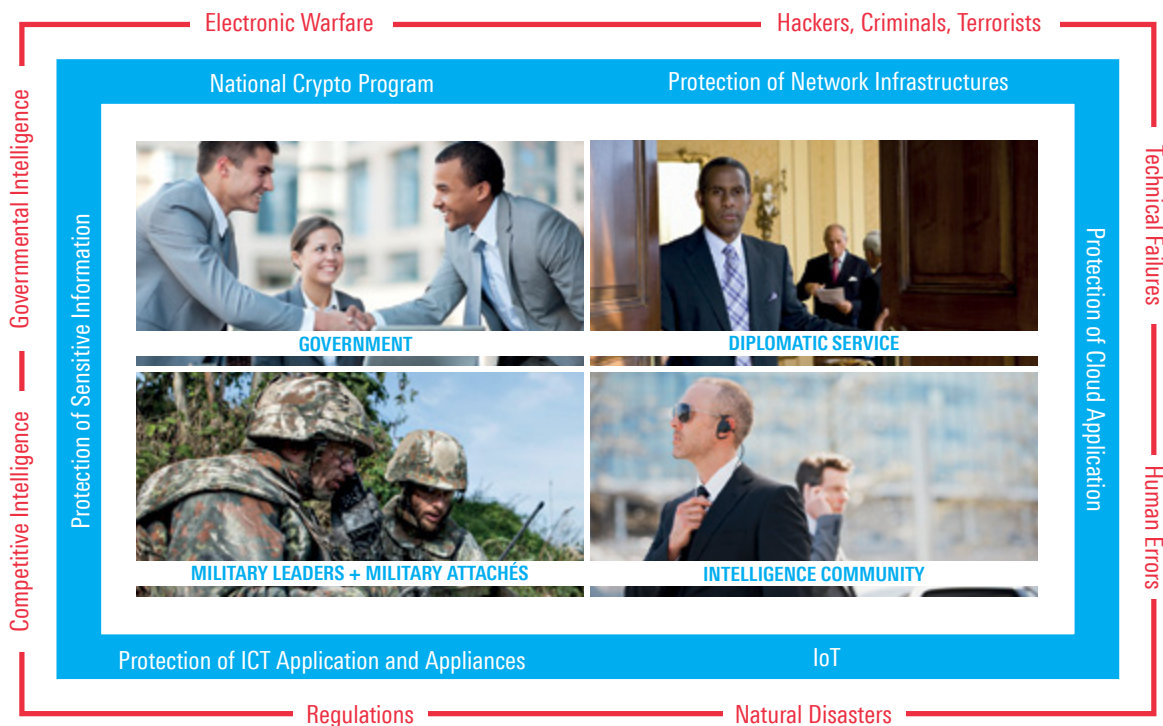 Electronic Warfare
Hackers, Criminals, Terrorists
National Crypto Program
Protection of Network Infrastructures
Governmental Intelligence
Competitive Intelligence
Protection of Sensitive Information
GOVERNMENT
DIPLOMATIC SERVICE
MILITARY LEADERS + MILITARY ATTACHÉS
INTELLIGENCE COMMUNITY
Protection of Cloud Application
Technical Failures
Human Errors
Protection of ICT Application and Appliances
IoT
Regulations
Natural Disasters